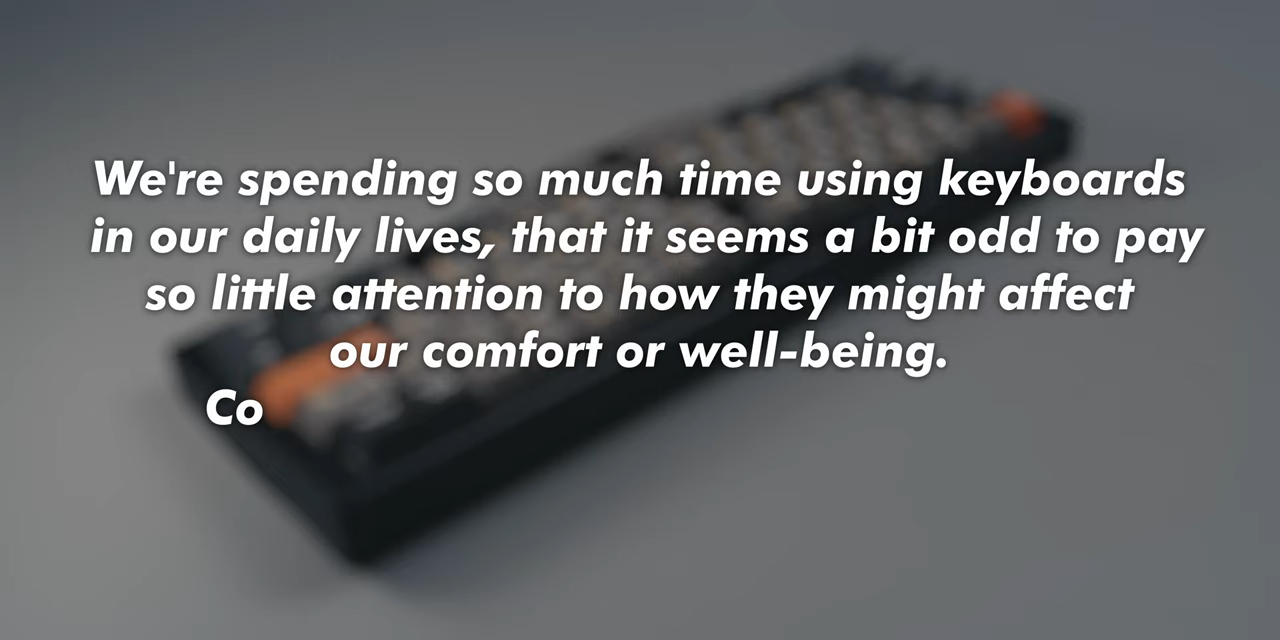 We're spending so much time using keyboards
in our daily lives, that it seems a bit odd to pay
so little attention to how they might affect
our comfort or well-being.
Co